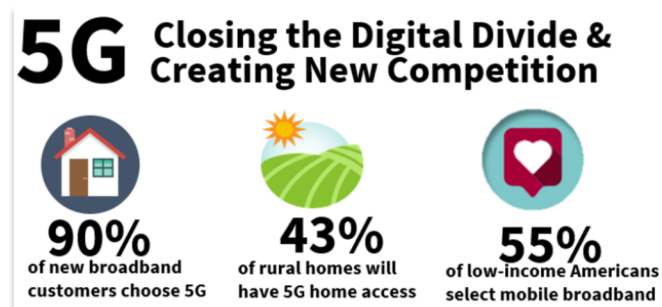 5G
Closing the Digital Divide &
Creating New Competition
90%
of new broadband
customers choose 5G
43%
of rural homes will
have 5G home access
55%
of low-income Americans
select mobile broadband